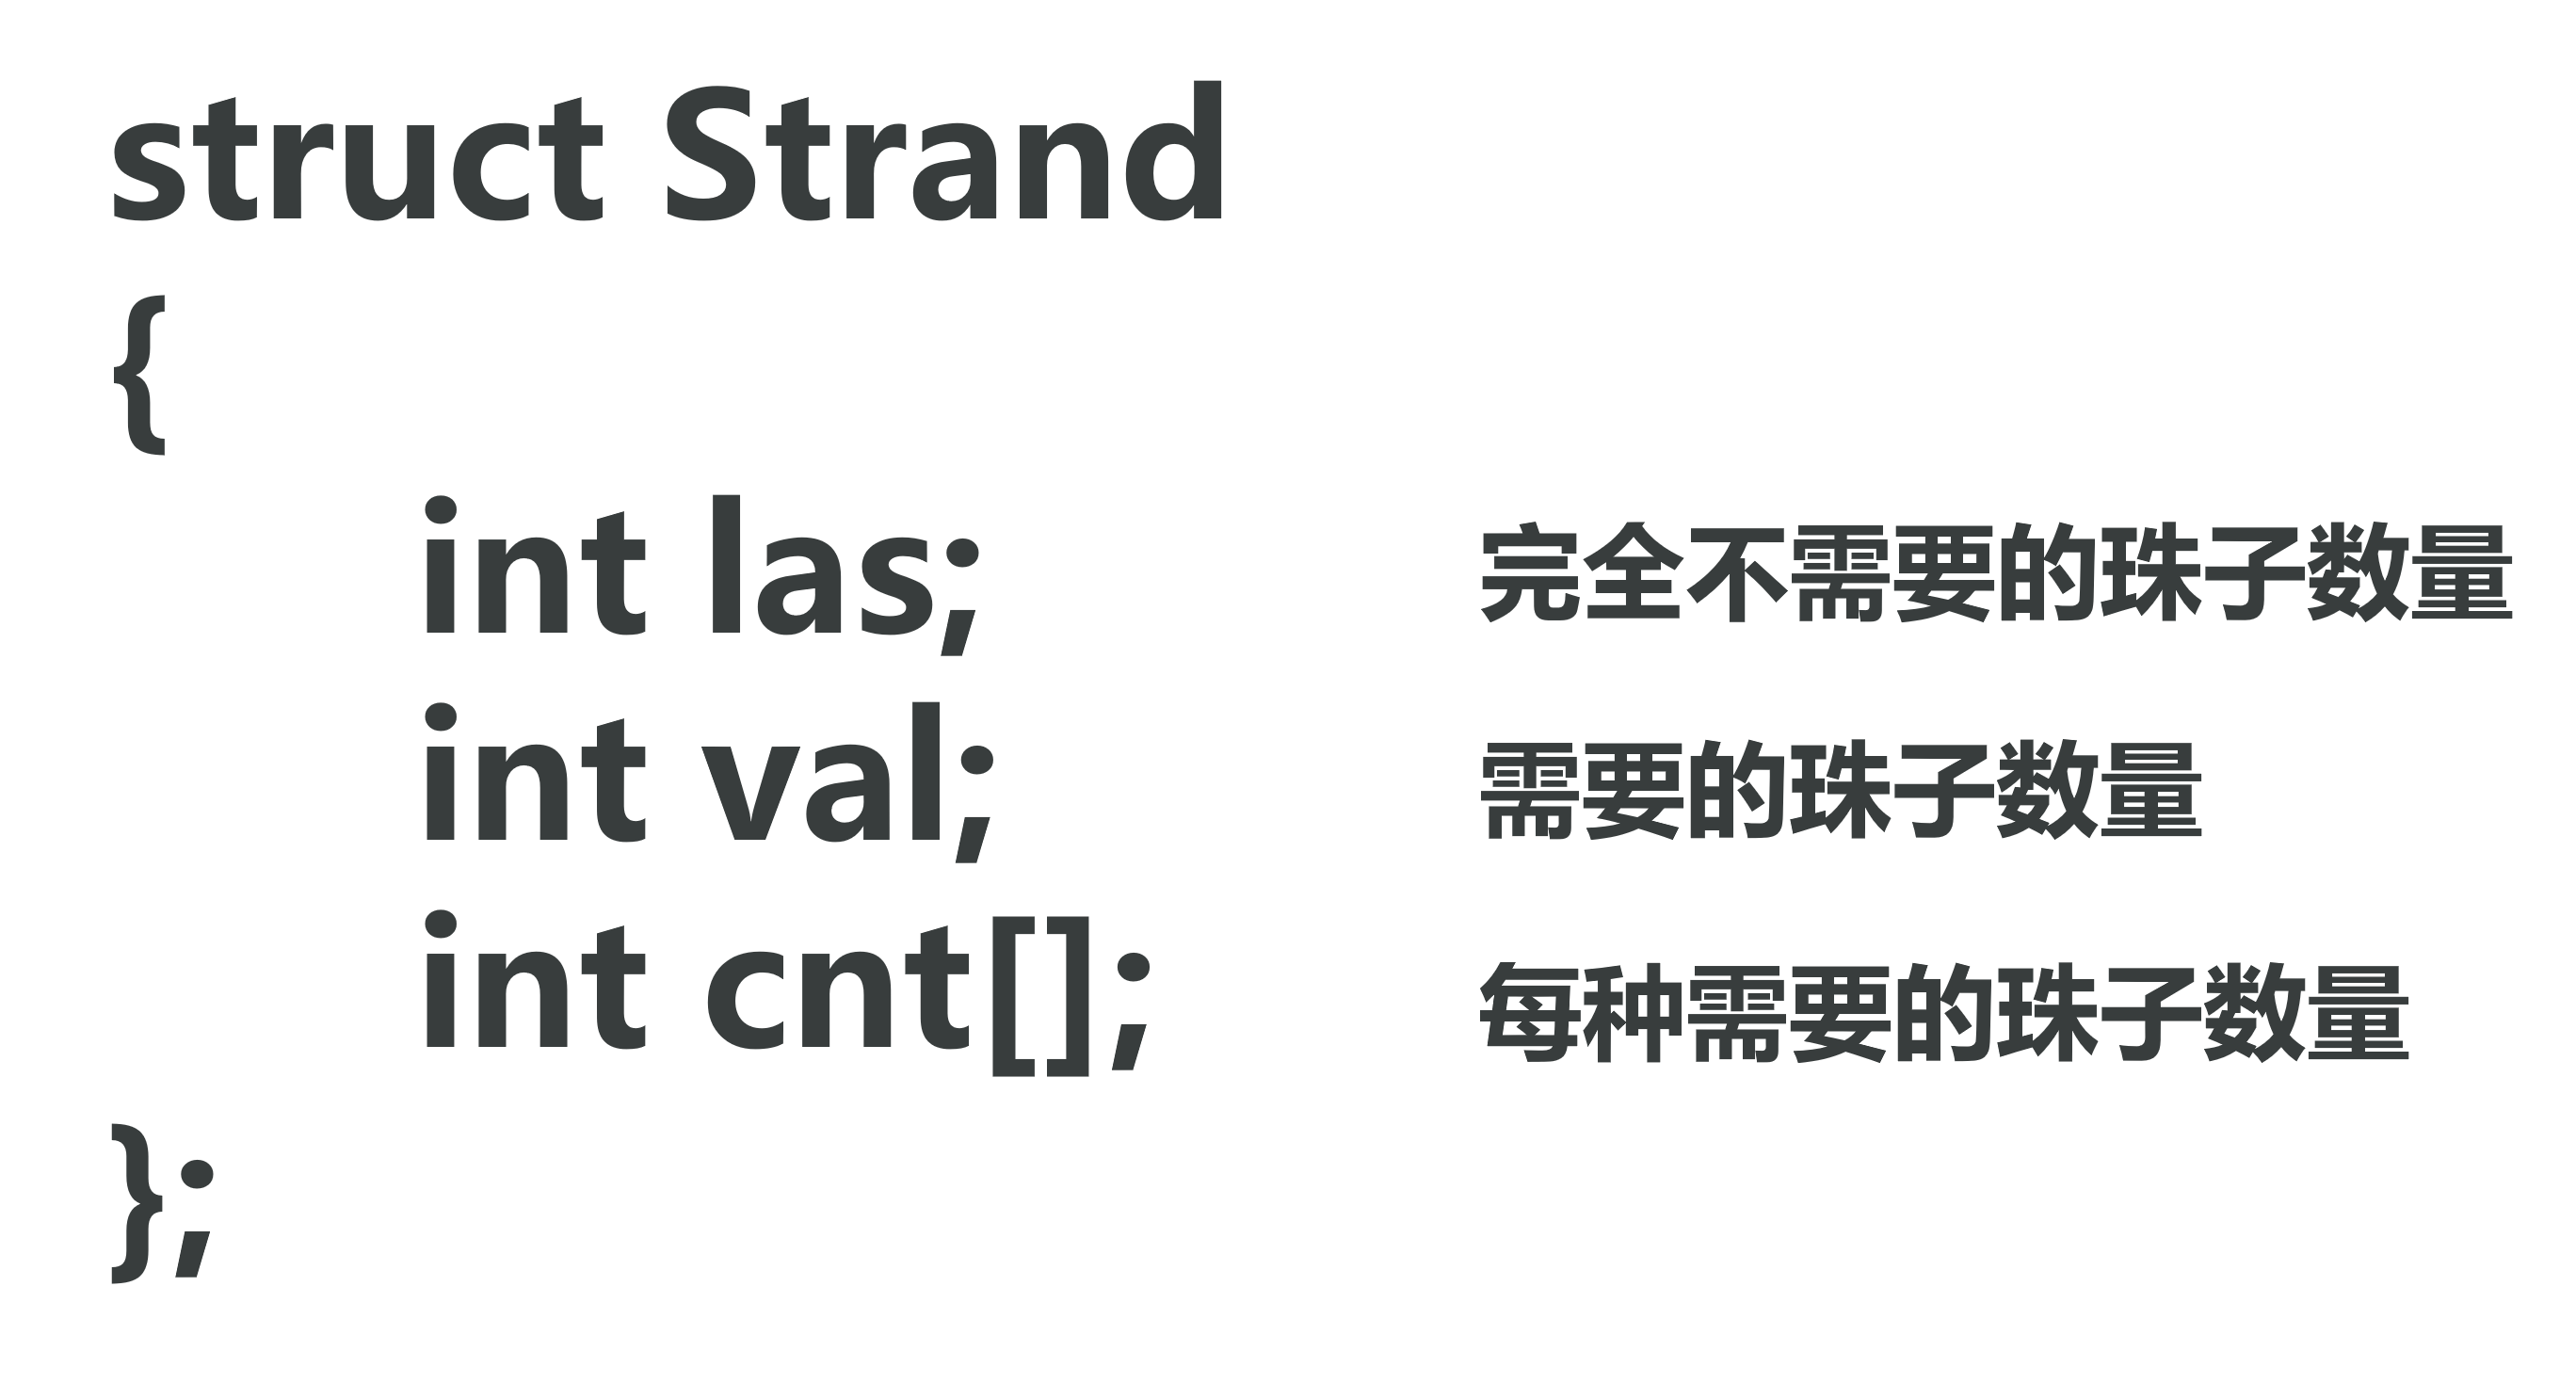 struct Strand
{
int las; 完全不需要的珠子数量
int val; 需要的珠子数量
int cnt[]; 每种需要的珠子数量
};